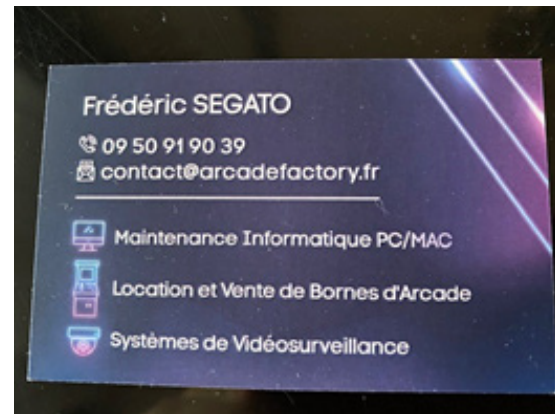 Frédéric SEGATO
09 50 91 90 39
contact@arcadefactory.fr
Maintenance Informatique PC/MAC
Location et Vente de Bornes d'Arcade
Systèmes de Vidéosurveillance